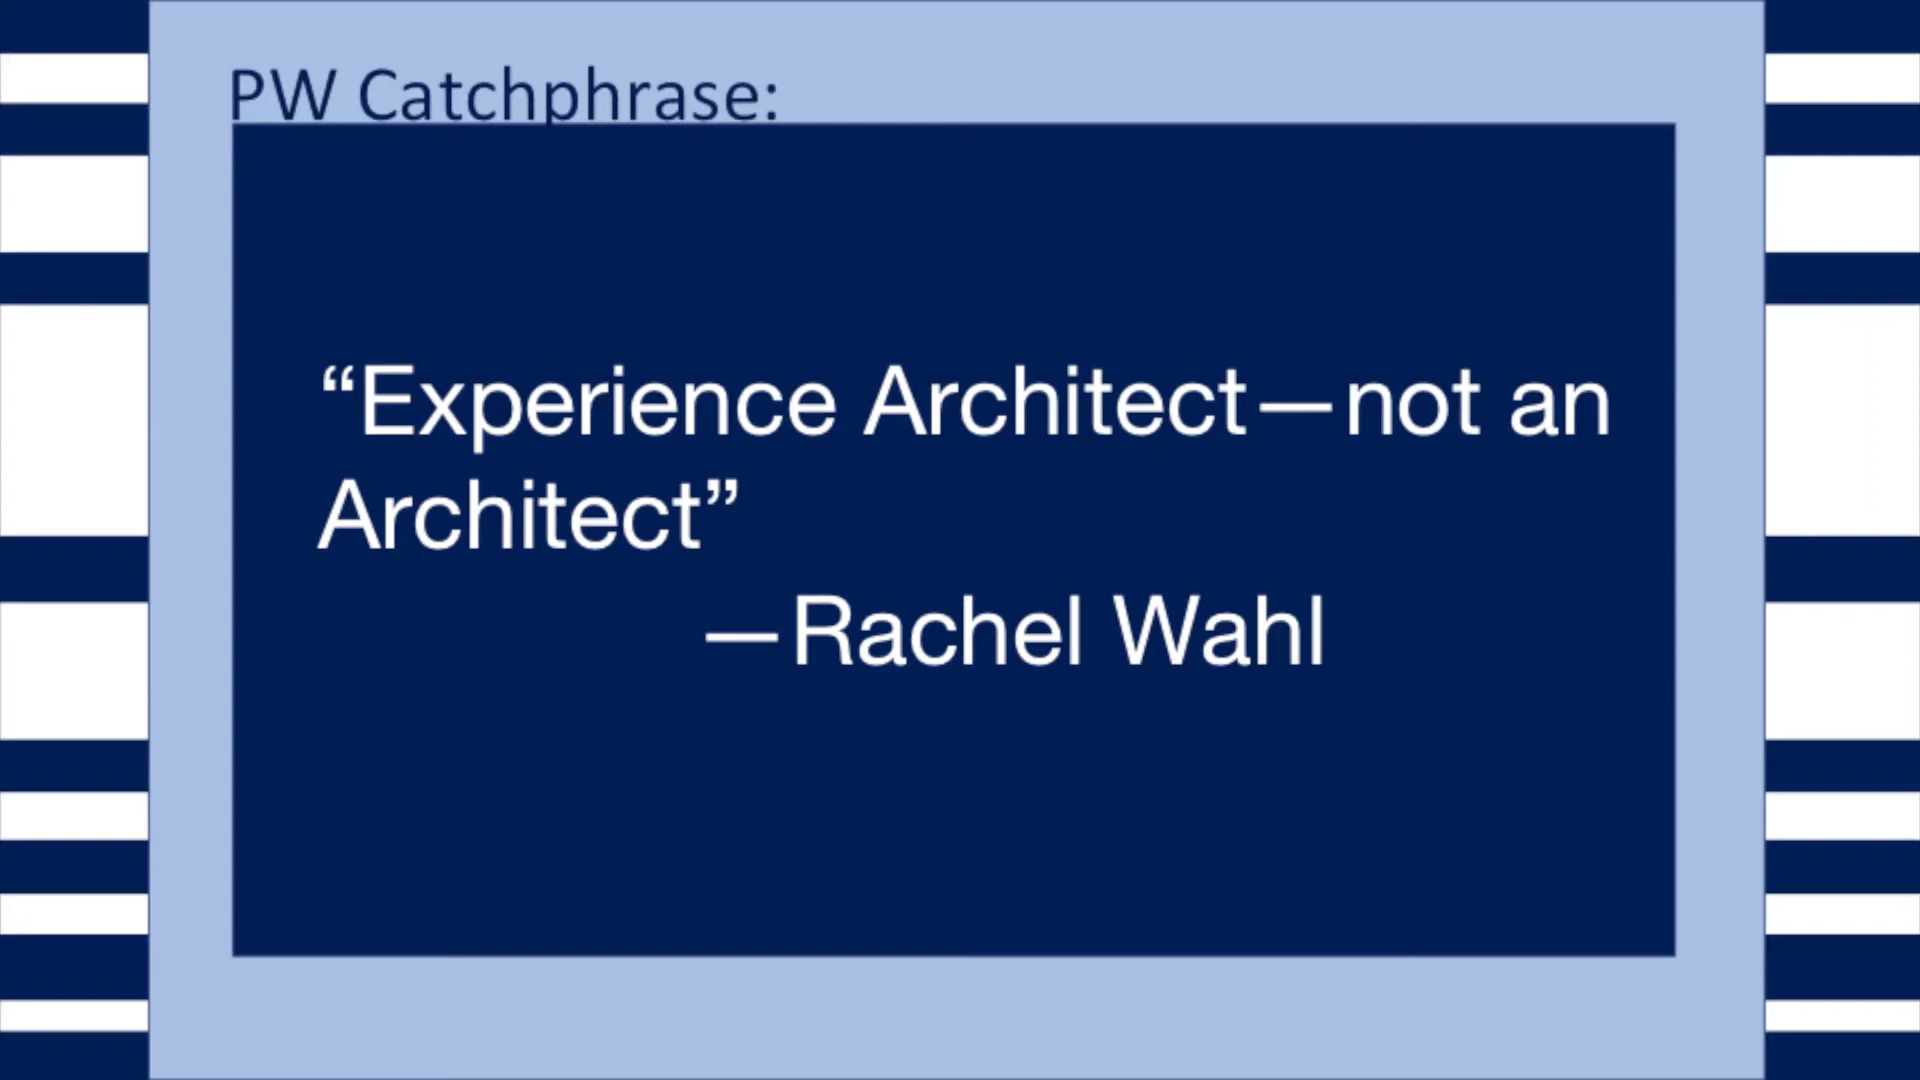 PW Catchphrase:
“Experience Architect—not an
Architect”
—Rachel Wahl